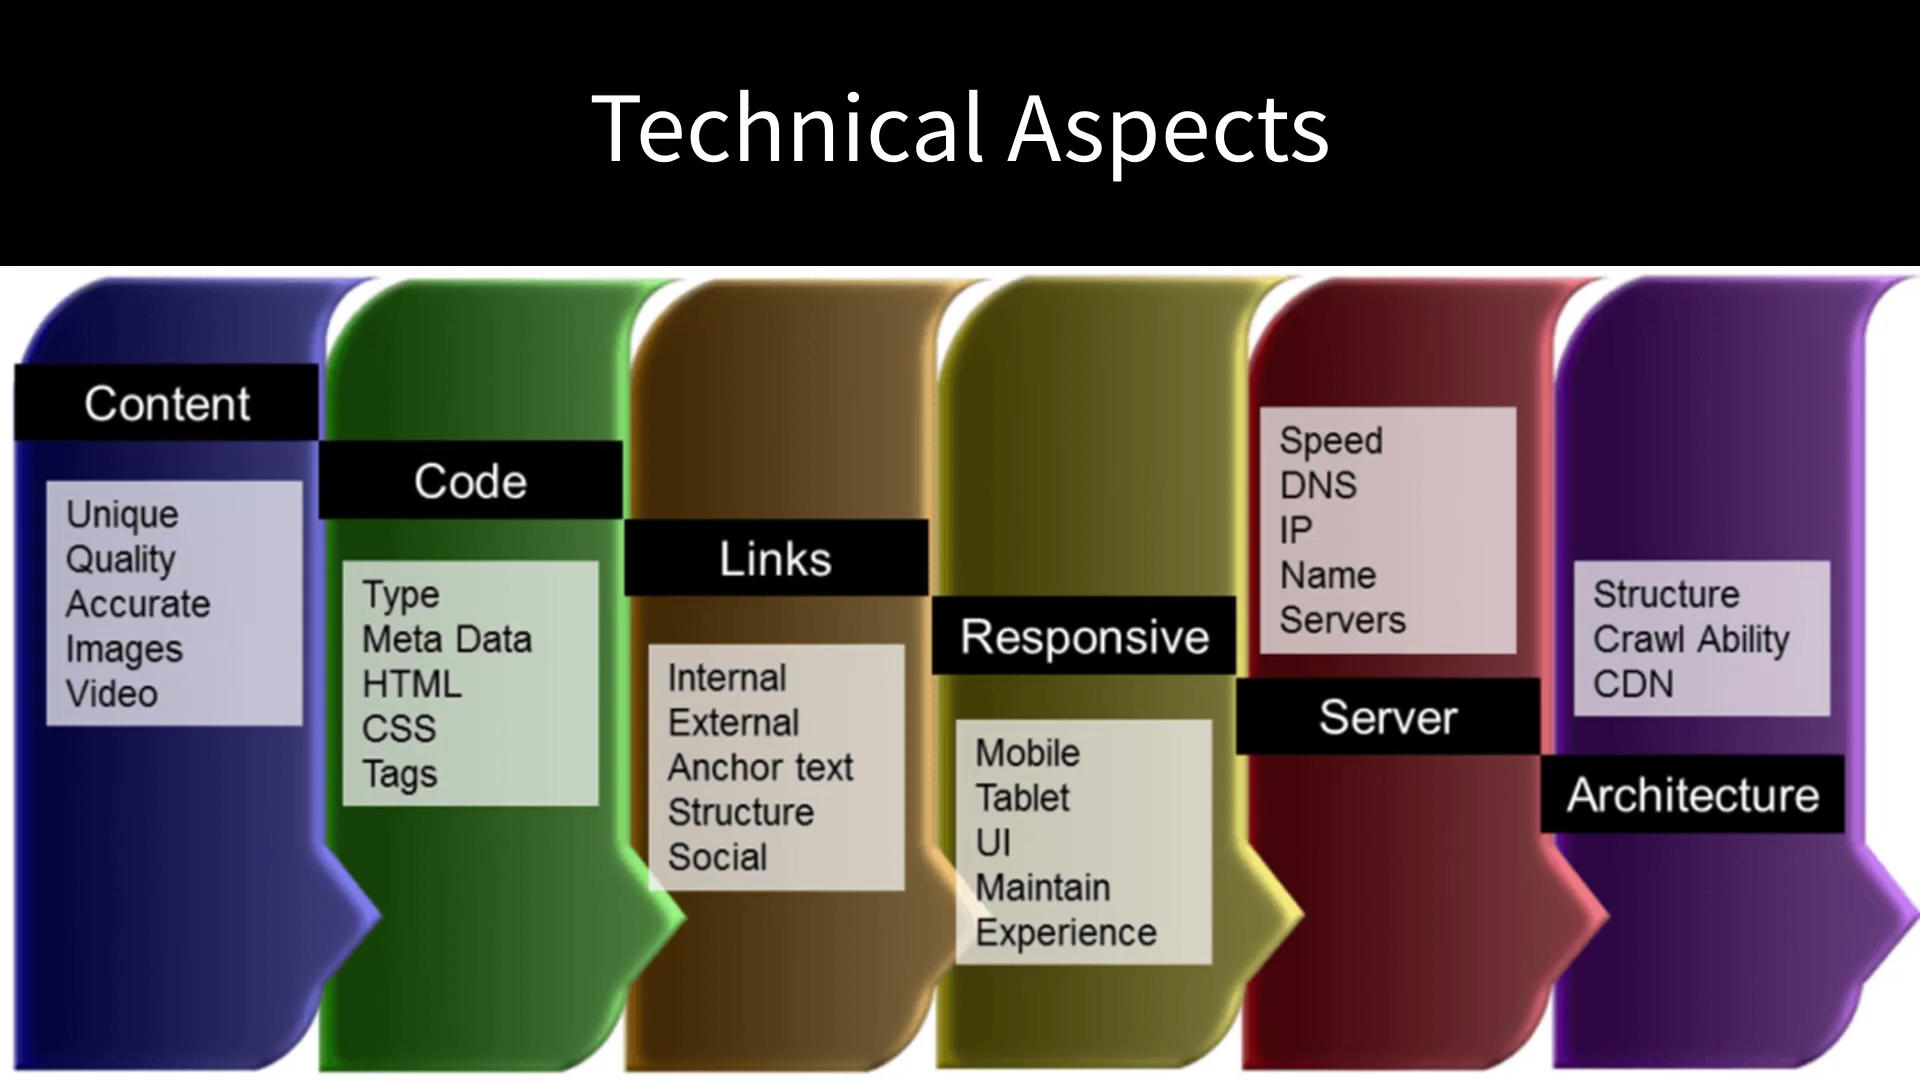 Technical Aspects
Content
Unique
Quality
Accurate
Images
Video
Code
Type
Meta Data
HTML
CSS
Tags
Links
Internal
External
Anchor text
Structure
Social
Responsive
Mobile
Tablet
UI
Maintain
Experience
Speed
DNS
IP
Name
Servers
Server
Structure
Crawl Ability
CDN
Architecture